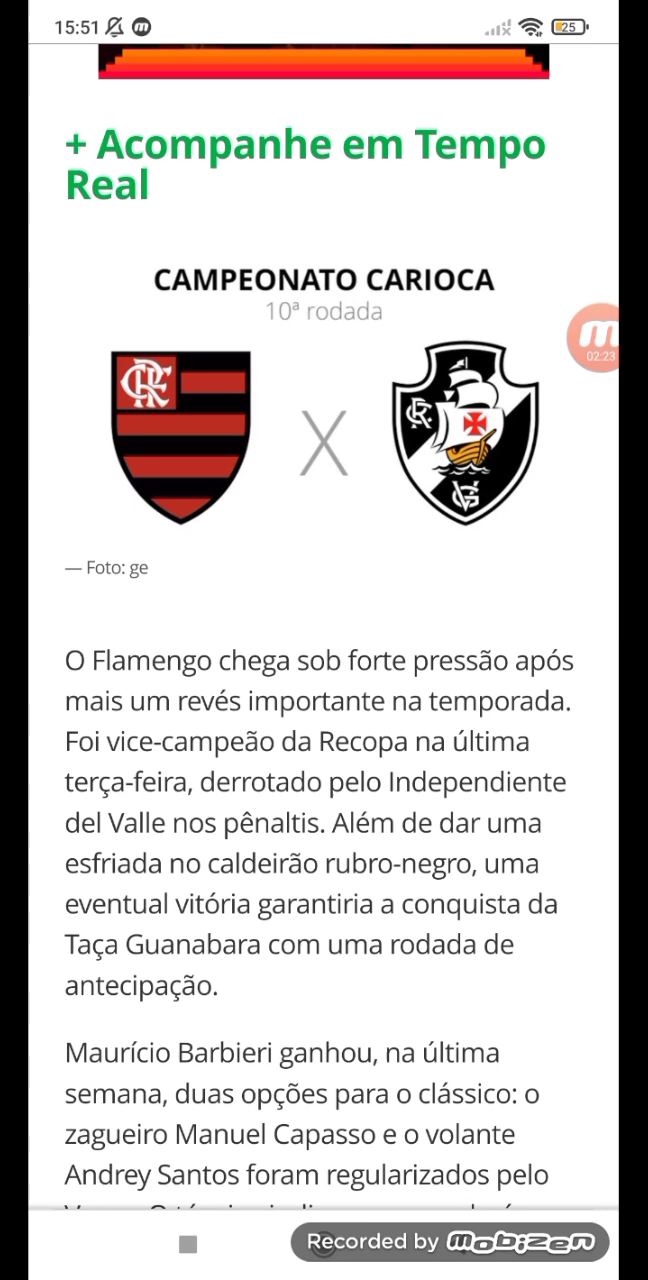 15:51
25
+ Acompanhe em Tempo
Real
CAMPEONATO CARIOCA
10ª rodada
02:23
— Foto: ge
O Flamengo chega sob forte pressão após
mais um revés importante na temporada.
Foi vice-campeão da Recopa na última
terça-feira, derrotado pelo Independiente
del Valle nos pênaltis. Além de dar uma
esfriada no caldeirão rubro-negro, uma
eventual vitória garantiria a conquista da
Taça Guanabara com uma rodada de
antecipação.
Maurício Barbieri ganhou, na última
semana, duas opções para o clássico: o
zagueiro Manuel Capasso e o volante
Andrey Santos foram regularizados pelo
Recorded by mobizen